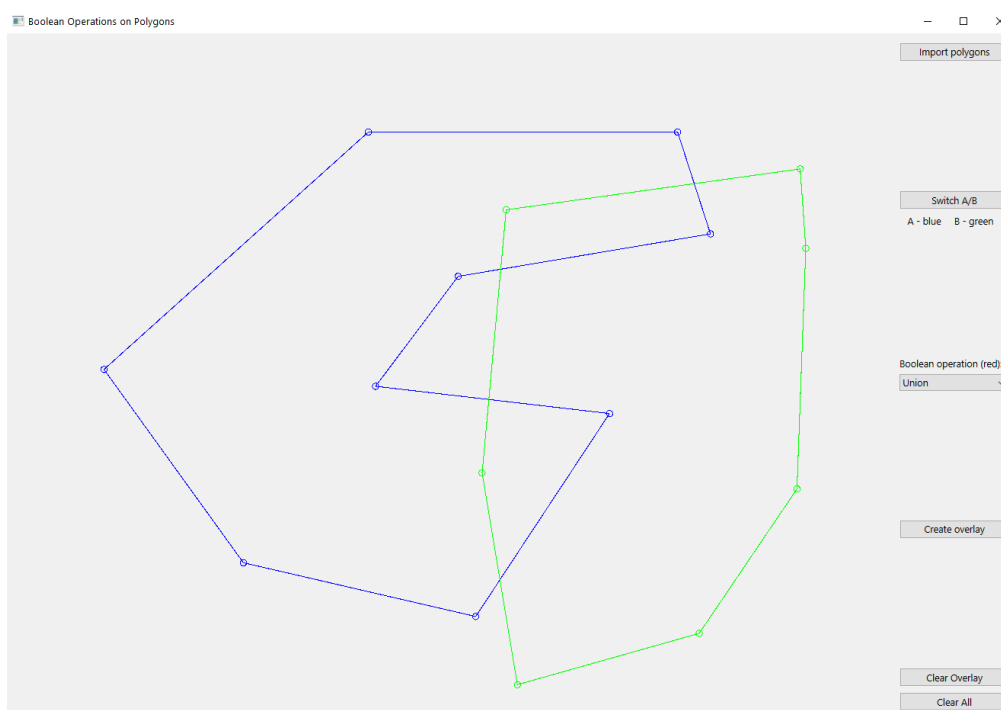 Boolean Operations on Polygons
Import polygons
Switch A/B
A - blue B - green
Boolean operation (red):
Union
Create overlay
Clear Overlay
Clear All